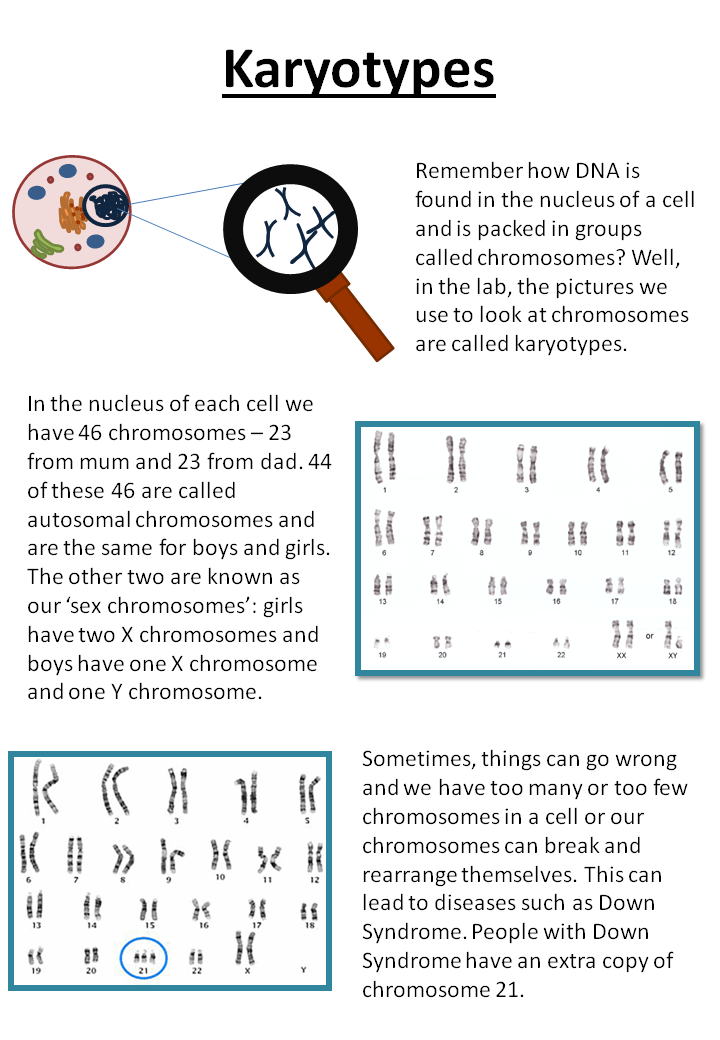 Karyotypes
Remember how DNA is
found in the nucleus of a cell
and is packed in groups
called chromosomes? Well,
in the lab, the pictures we
use to look at chromosomes
are called karyotypes.
In the nucleus of each cell we
have 46 chromosomes – 23
from mum and 23 from dad. 44
of these 46 are called
autosomal chromosomes and
are the same for boys and girls.
The other two are known as
our ‘sex chromosomes’: girls
have two X chromosomes and
boys have one X chromosome
and one Y chromosome.
1 2 3 4 5
6 7 8 9 10 11 12
13 14 15 16 17 18
19 20 21 22 XX or XY
1 2 3 4 5
6 7 8 9 10 11 12
13 14 15 16 17 18
19 20 21 22 X Y
Sometimes, things can go wrong
and we have too many or too few
chromosomes in a cell or our
chromosomes can break and
rearrange themselves. This can
lead to diseases such as Down
Syndrome. People with Down
Syndrome have an extra copy of
chromosome 21.